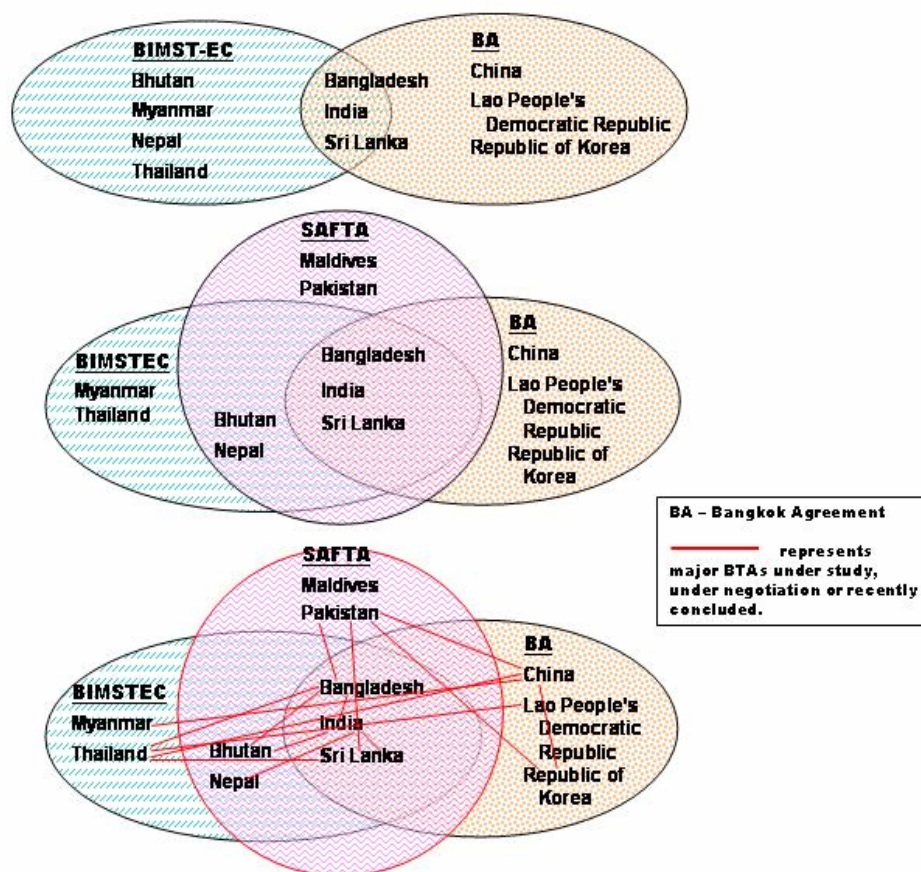 BIMST-EC
Bhutan
Myanmar
Nepal
Thailand
Bangladesh
India
Sri Lanka
BA
China
Lao People's
Democratic Republic
Republic of Korea
SAFTA
Maldives
Pakistan
BIMSTEC
Myanmar
Thailand
Bhutan
Nepal
Bangladesh
India
Sri Lanka
BA
China
Lao People's
Democratic
Republic
Republic of
Korea
BA – Bangkok Agreement
represents
major BTAs under study,
under negotiation or recently
concluded.
SAFTA
Maldives
Pakistan
BIMSTEC
Myanmar
Thailand
Bhutan
Nepal
Bangladesh
India
Sri Lanka
BA
China
Lao People's
Democratic
Republic
Republic of
Korea